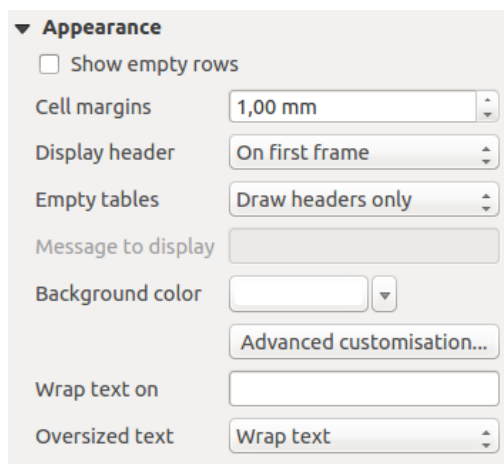 Appearance
Show empty rows
Cell margins 1,00 mm
Display header On first frame
Empty tables Draw headers only
Message to display
Background color
Advanced customisation...
Wrap text on
Oversized text Wrap text